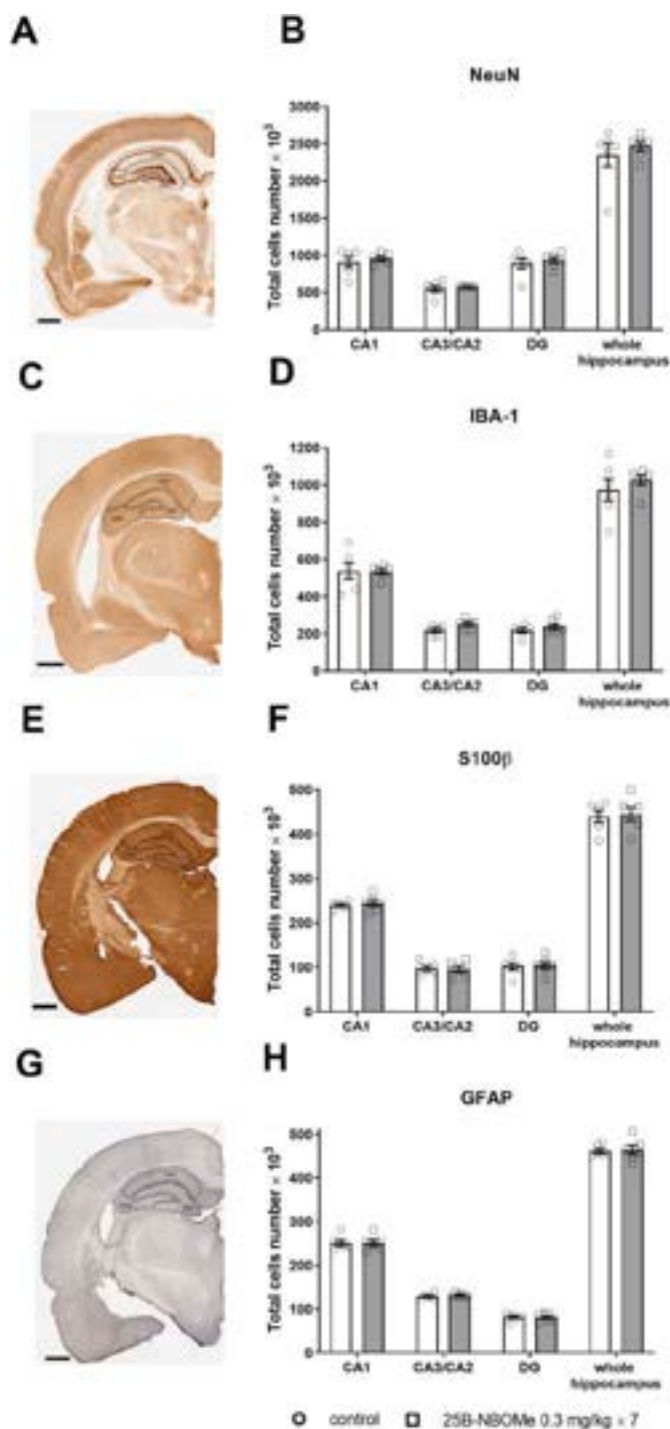 A
B
NeuN
Total cells number × 10³
3000
2500
2000
1500
1000
500
0
CA1
CA3/CA2
DG
whole
hippocampus
C
D
IBA-1
Total cells number × 10³
1200
1000
800
600
400
200
0
CA1
CA3/CA2
DG
whole
hippocampus
E
F
S100β
Total cells number × 10³
500
400
300
200
100
0
CA1
CA3/CA2
DG
whole
hippocampus
G
H
GFAP
Total cells number × 10³
500
400
300
200
100
0
CA1
CA3/CA2
DG
whole
hippocampus
control
25B-NBOMe 0.3 mg/kg × 7